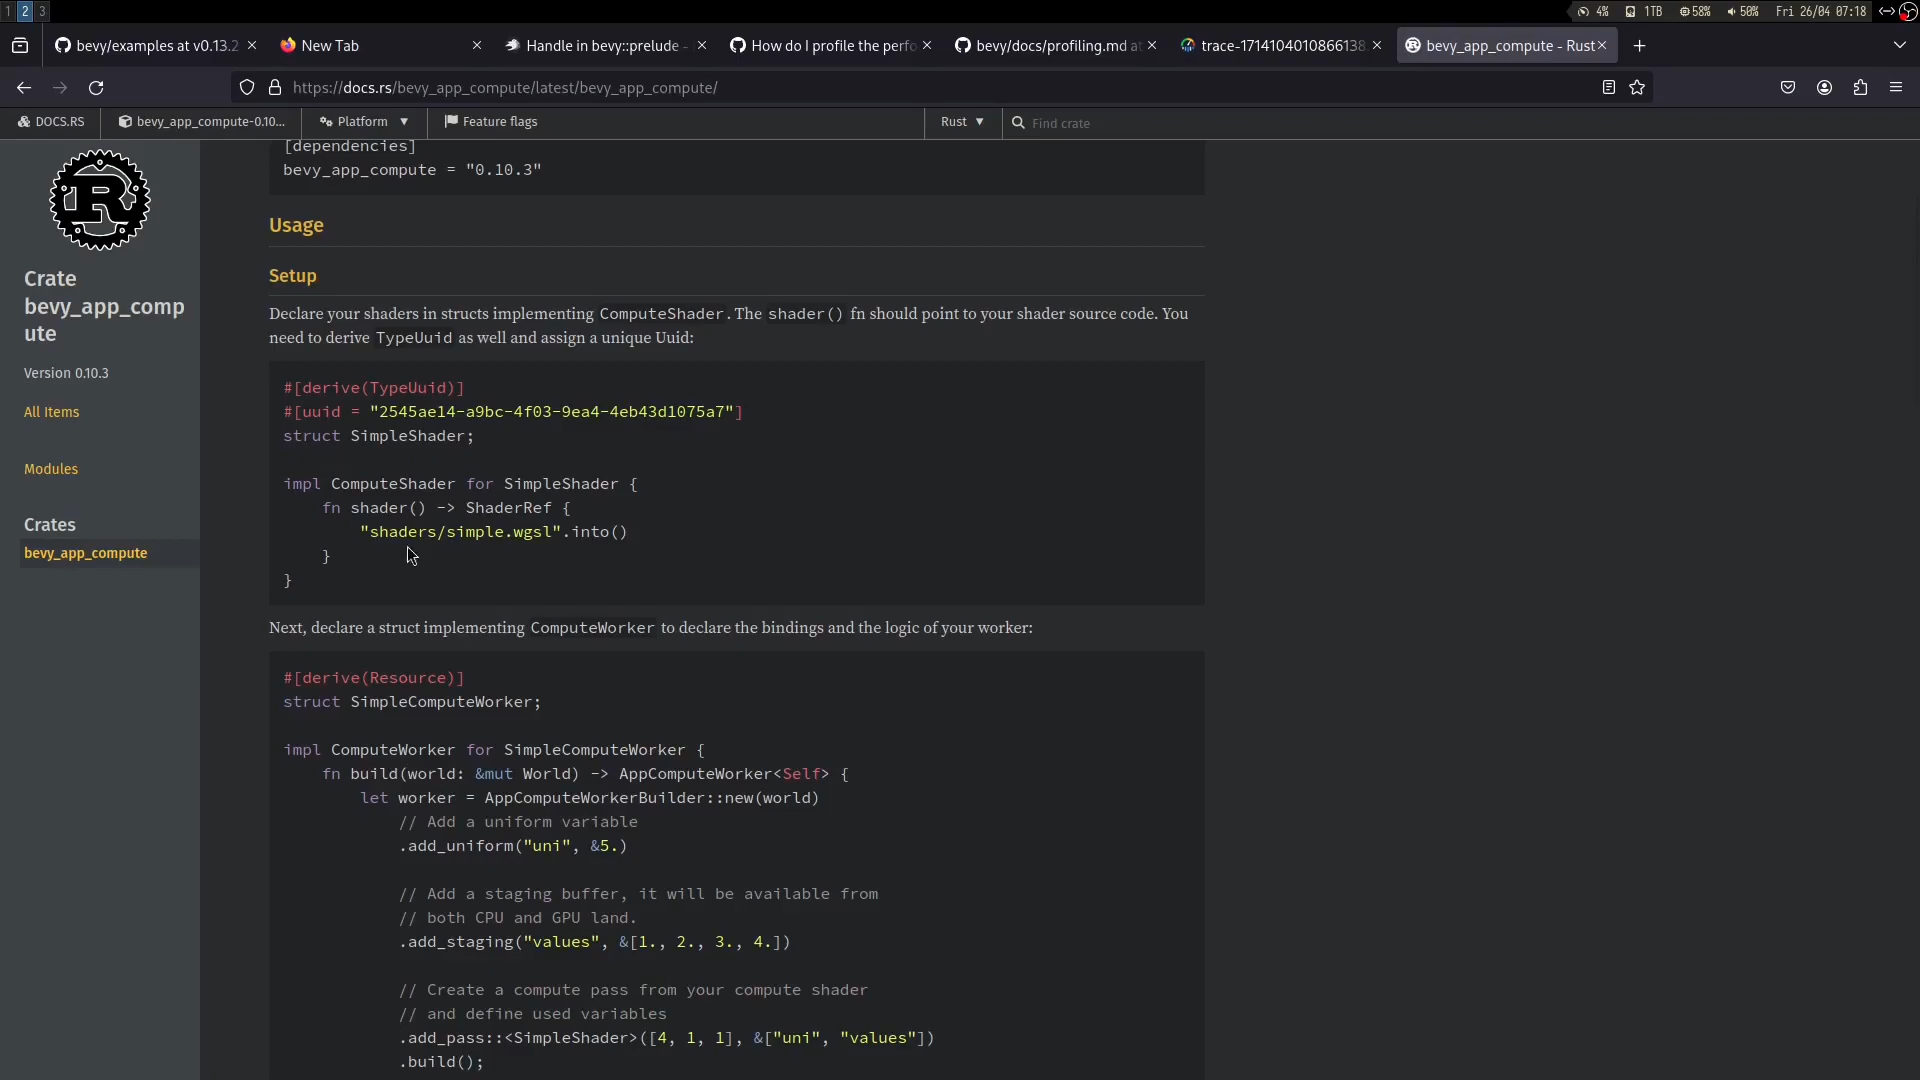 1 2 3
4% 1TB 58% 50% Fri 26/04 07:18
bevy/examples at v0.13.2
New Tab
Handle in bevy::prelude -
How do I profile the perfo
bevy/docs/profiling.md at
trace-1714104010866138
bevy_app_compute - Rust
https://docs.rs/bevy_app_compute/latest/bevy_app_compute/
DOCS.RS bevy_app_compute-0.10... Platform Feature flags Rust Find crate
Crate
bevy_app_comp
ute
Version 0.10.3
All Items
Modules
Crates
bevy_app_compute
[dependencies]
bevy_app_compute = "0.10.3"
Usage
Setup
Declare your shaders in structs implementing ComputeShader. The shader() fn should point to your shader source code. You
need to derive TypeUuid as well and assign a unique Uuid:
#[derive(TypeUuid)]
#[uuid = "2545ae14-a9bc-4f03-9ea4-4eb43d1075a7"]
struct SimpleShader;
impl ComputeShader for SimpleShader {
fn shader() -> ShaderRef {
"shaders/simple.wgsl".into()
}
}
Next, declare a struct implementing ComputeWorker to declare the bindings and the logic of your worker:
#[derive(Resource)]
struct SimpleComputeWorker;
impl ComputeWorker for SimpleComputeWorker {
fn build(world: &mut World) -> AppComputeWorker<Self> {
let worker = AppComputeWorkerBuilder::new(world)
// Add a uniform variable
.add_uniform("uni", &5.)
// Add a staging buffer, it will be available from
// both CPU and GPU land.
.add_staging("values", &[1., 2., 3., 4.])
// Create a compute pass from your compute shader
// and define used variables
.add_pass::<SimpleShader>([4, 1, 1], &["uni", "values"])
.build();